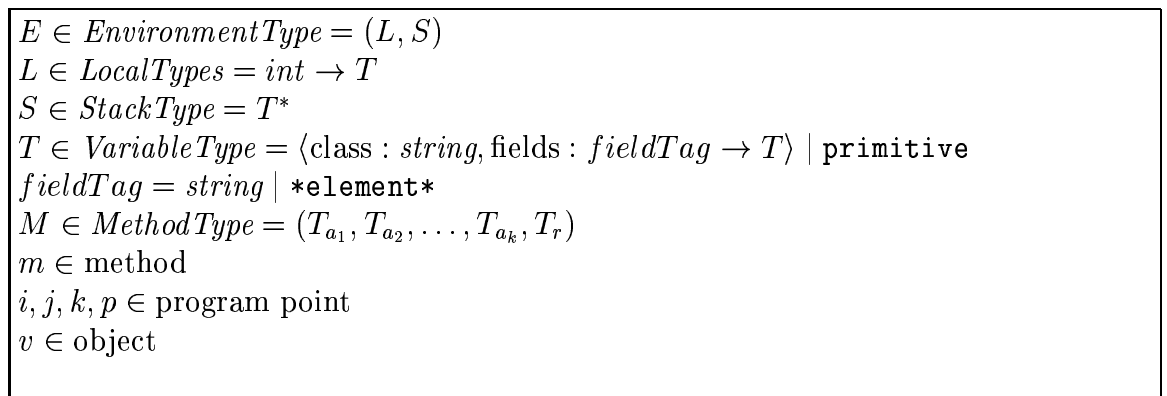 E ∈ EnvironmentType = (L, S)
L ∈ LocalTypes = int → T
S ∈ StackType = T*
T ∈ VariableType = ⟨class : string, fields : fieldTag → T⟩ | primitive
fieldTag = string | *element*
M ∈ MethodType = (T_{a_1}, T_{a_2}, . . . , T_{a_k}, T_r)
m ∈ method
i, j, k, p ∈ program point
v ∈ object